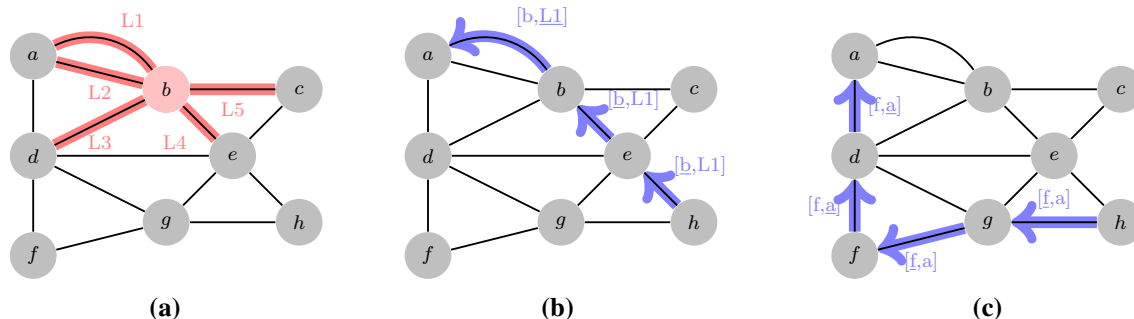 L1
a
L2
b
c
L5
L3
L4
d
e
g
h
f
(a)
[b,L1]
a
b
c
[b,L1]
d
e
[b,L1]
g
h
f
(b)
a
[f,a]
b
c
d
e
[f,a]
[f,a]
g
h
f
[f,a]
(c)